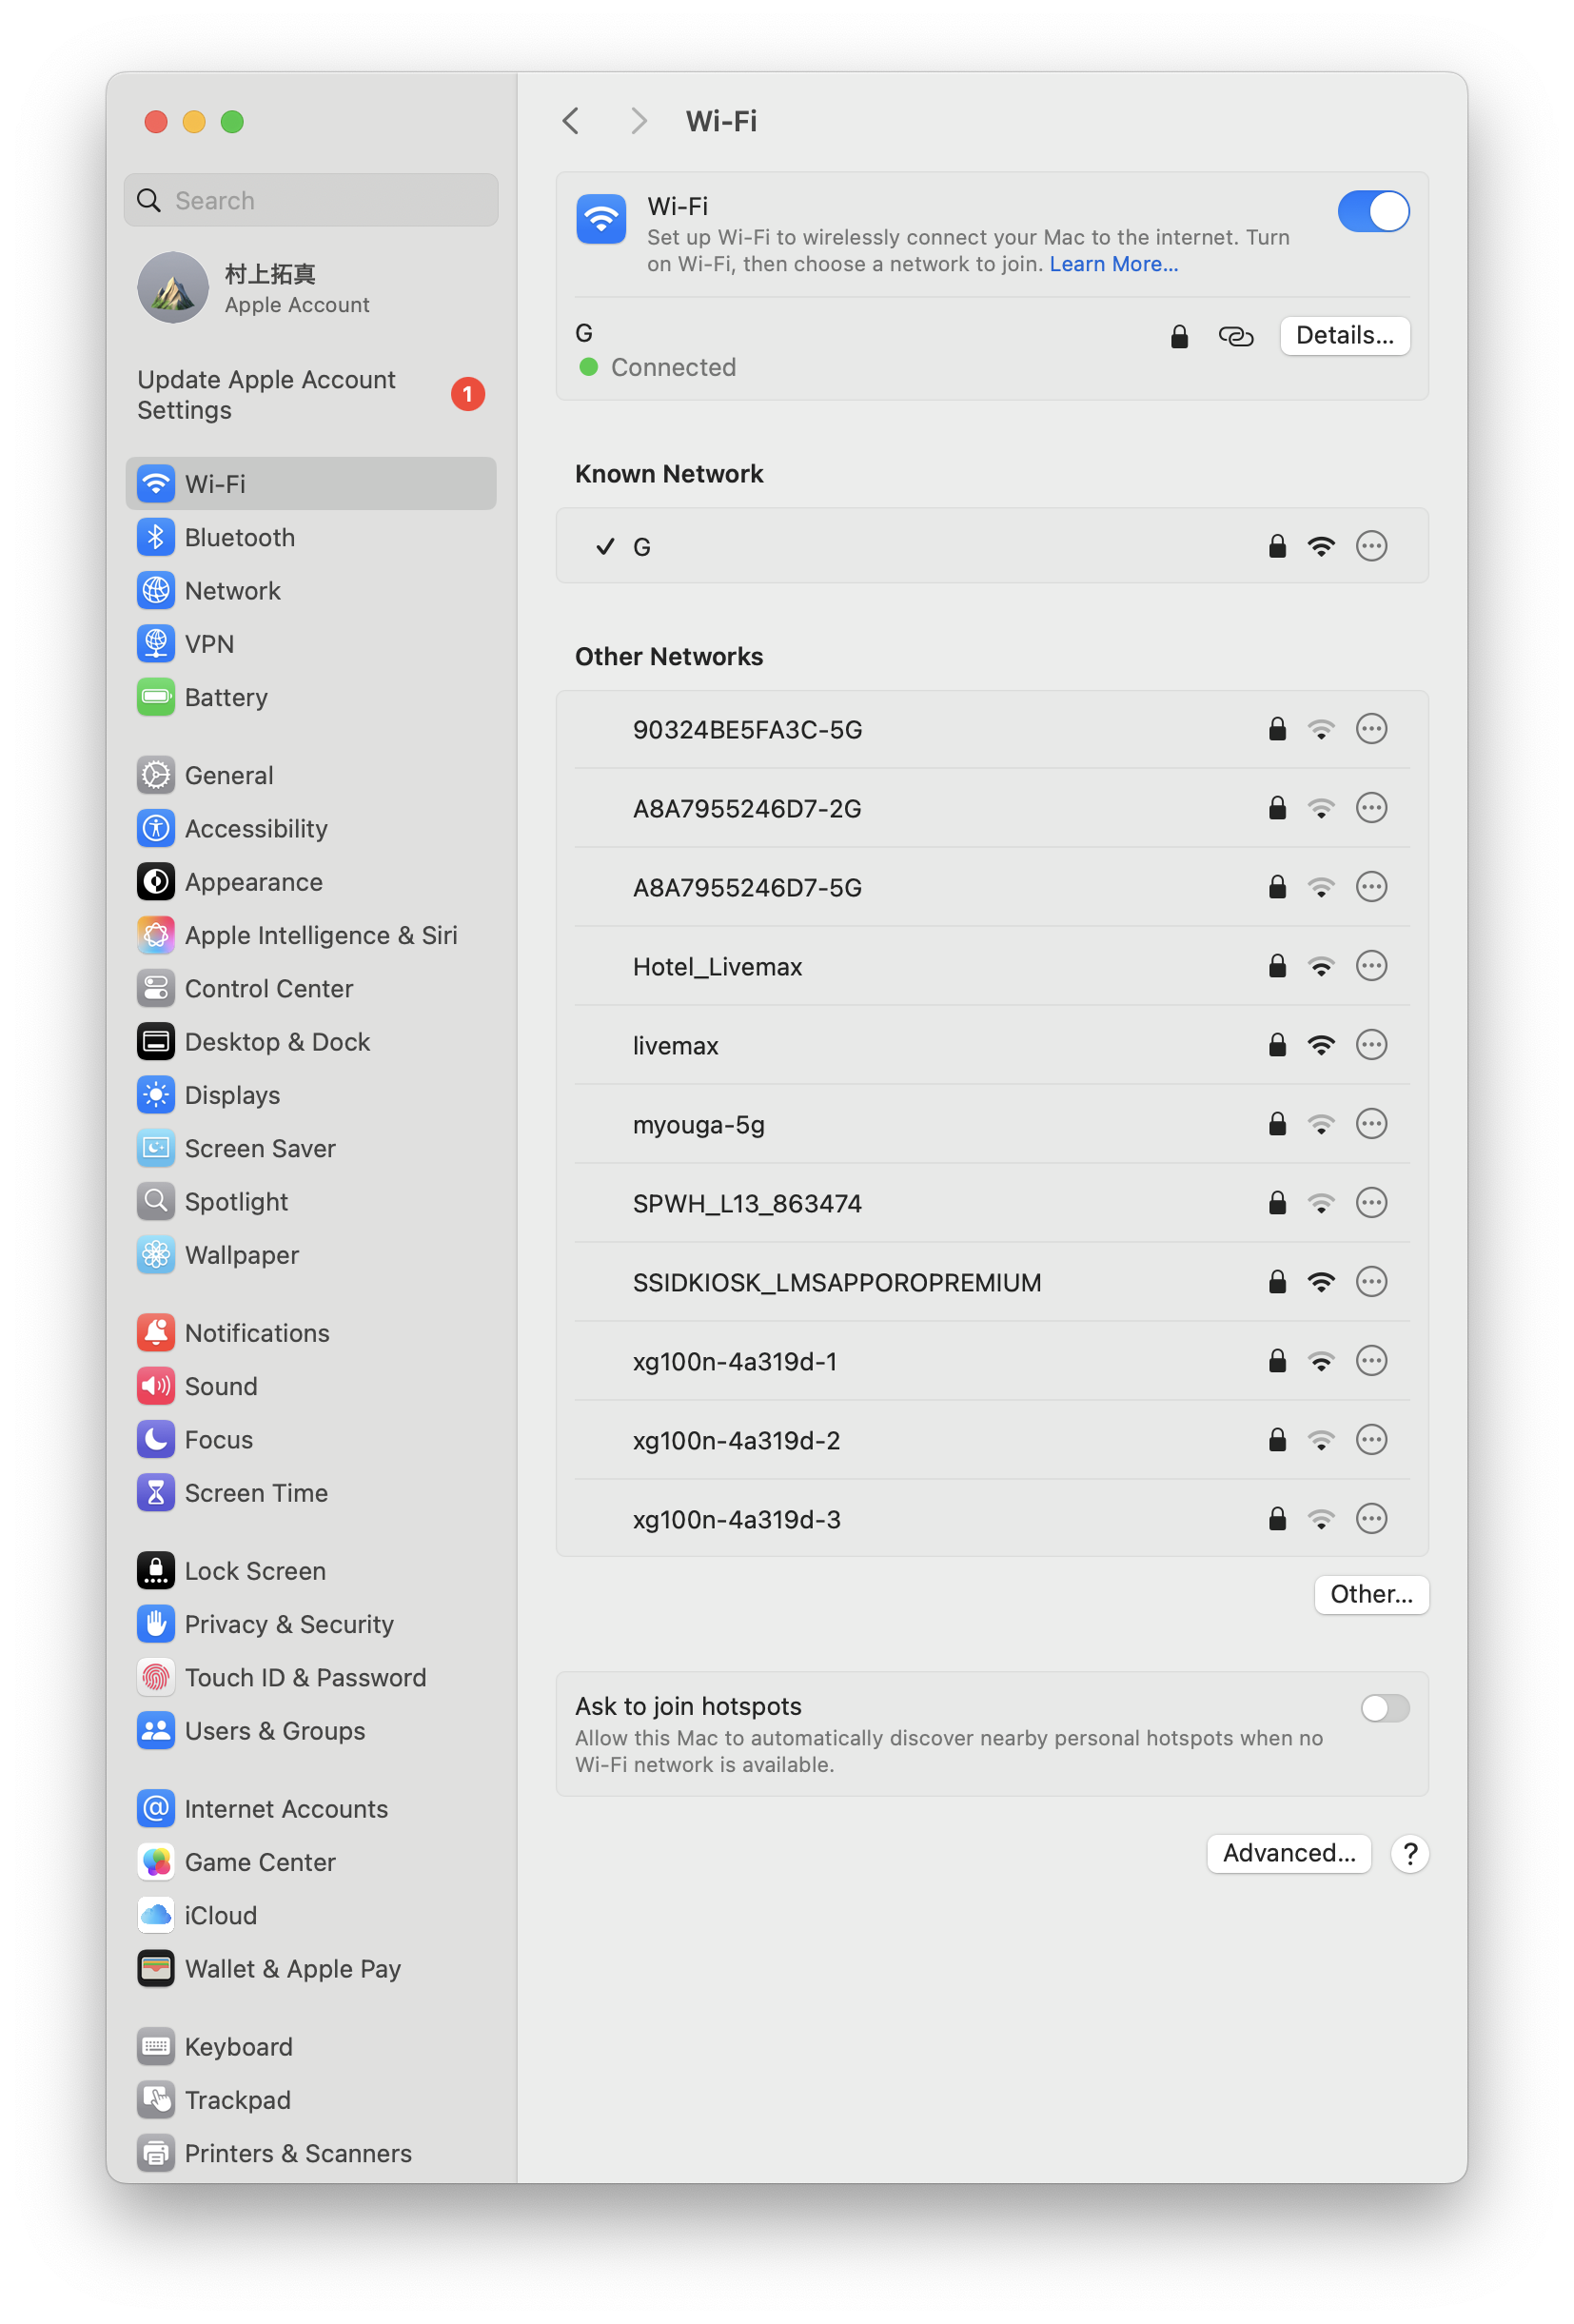 Search
村上拓真
Apple Account
Update Apple Account
Settings
1
Wi-Fi
Bluetooth
Network
VPN
Battery
General
Accessibility
Appearance
Apple Intelligence & Siri
Control Center
Desktop & Dock
Displays
Screen Saver
Spotlight
Wallpaper
Notifications
Sound
Focus
Screen Time
Lock Screen
Privacy & Security
Touch ID & Password
Users & Groups
Internet Accounts
Game Center
iCloud
Wallet & Apple Pay
Keyboard
Trackpad
Printers & Scanners
Wi-Fi
Wi-Fi
Set up Wi-Fi to wirelessly connect your Mac to the internet. Turn
on Wi-Fi, then choose a network to join. Learn More...
G
Connected
Details...
Known Network
G
Other Networks
90324BE5FA3C-5G
A8A7955246D7-2G
A8A7955246D7-5G
Hotel_Livemax
livemax
myouga-5g
SPWH_L13_863474
SSIDKIOSK_LMSAPPOROPREMIUM
xg100n-4a319d-1
xg100n-4a319d-2
xg100n-4a319d-3
Other...
Ask to join hotspots
Allow this Mac to automatically discover nearby personal hotspots when no
Wi-Fi network is available.
Advanced...
?